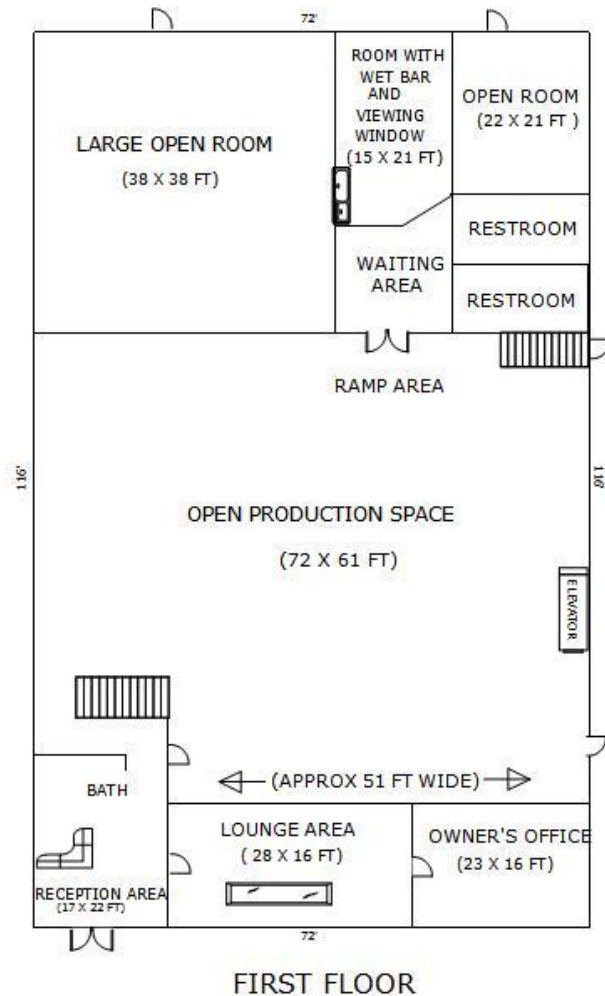 72'
ROOM WITH
WET BAR
AND
VIEWING
WINDOW
(15 X 21 FT)
OPEN ROOM
(22 X 21 FT )
LARGE OPEN ROOM
(38 X 38 FT)
RESTROOM
WAITING
AREA
RESTROOM
RAMP AREA
116'
116'
OPEN PRODUCTION SPACE
(72 X 61 FT)
ELEVATOR
(APPROX 51 FT WIDE)
BATH
LOUNGE AREA
( 28 X 16 FT)
OWNER'S OFFICE
(23 X 16 FT)
RECEPTION AREA
(17 X 22 FT)
72'
FIRST FLOOR